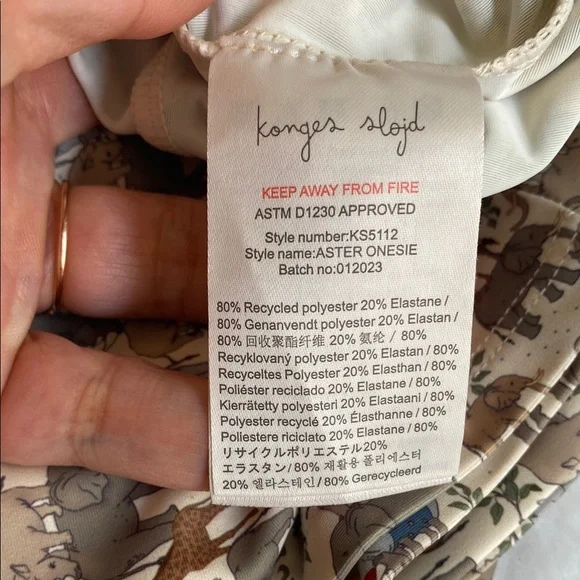 konges sløjd
KEEP AWAY FROM FIRE
ASTM D1230 APPROVED
Style number:KS5112
Style name:ASTER ONESIE
Batch no:012023
80% Recycled polyester 20% Elastane /
80% Genanvendt polyester 20% Elastan /
80% 回收聚酯纤维 20% 氨纶 / 80%
Recyklovaný polyester 20% Elastan / 80%
Recyceltes Polyester 20% Elasthan / 80%
Poliéster reciclado 20% Elastane / 80%
Kierrätetty polyesteri 20% Elastaani / 80%
Polyester recyclé 20% Élasthanne / 80%
Poliestere riciclato 20% Elastane / 80%
リサイクルポリエステル20%
エラスタン / 80% 재활용 폴리에스터
20% 엘라스테인 / 80% Gerecycleerd